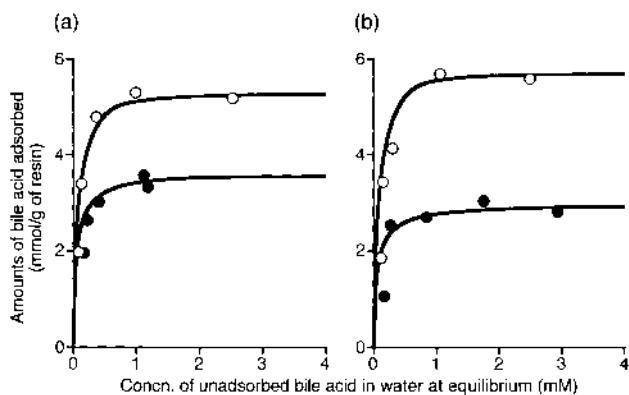 (a)
(b)
Amounts of bile acid adsorbed
(mmol/g of resin)
6
4
2
0
0 1 2 3 4
6
4
2
0
0 1 2 3 4
Concn. of unadsorbed bile acid in water at equilibrium (mM)